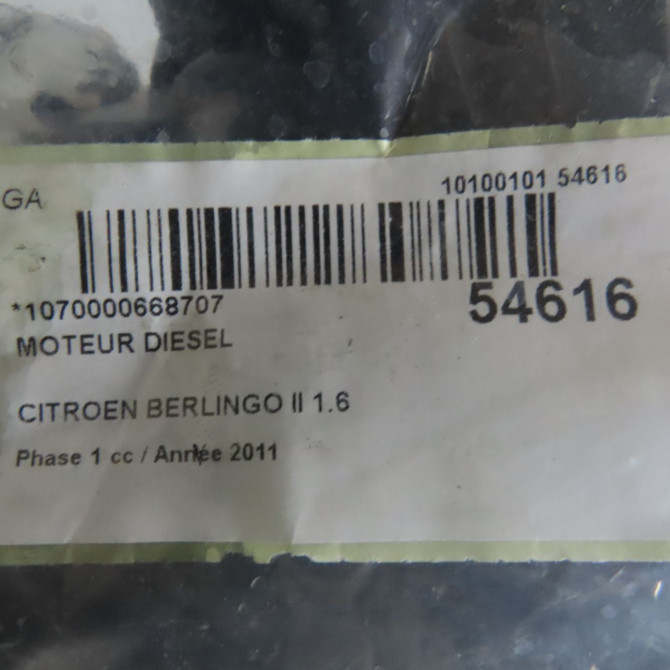 GA
10100101 54616
*1070000668707
54616
MOTEUR DIESEL
CITROEN BERLINGO II 1.6
Phase 1 cc / Année 2011